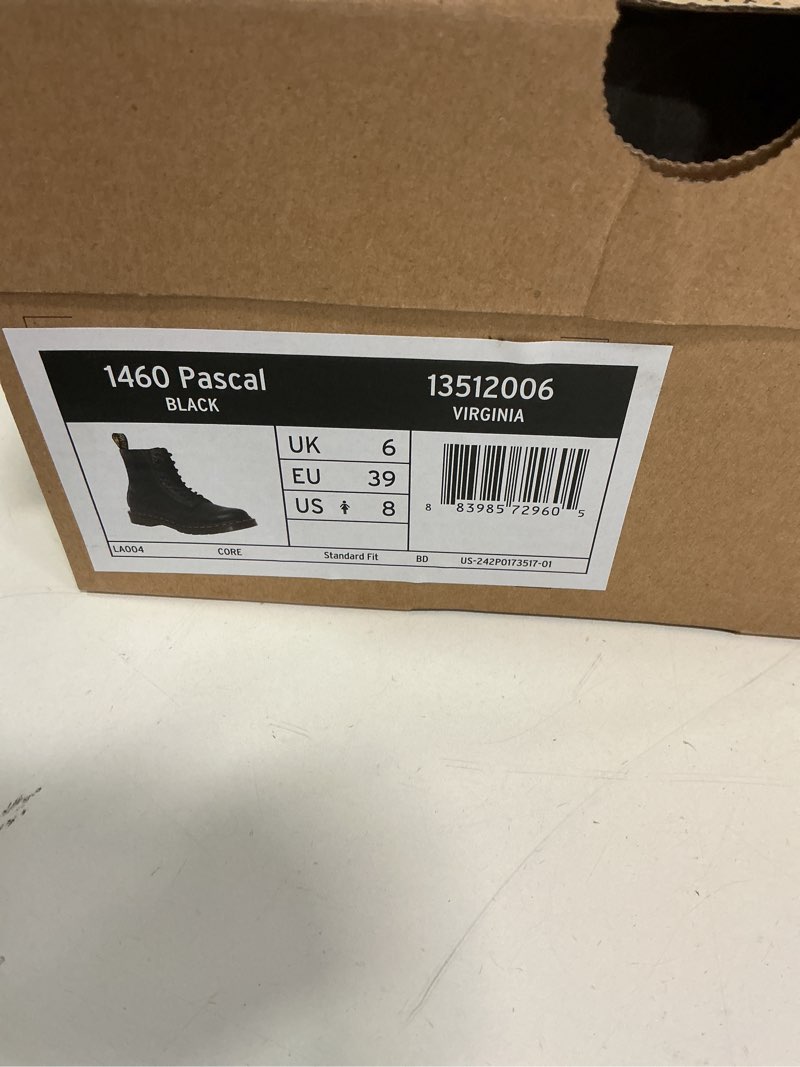 1460 Pascal
BLACK
13512006
VIRGINIA
UK 6
EU 39
US 8
8 83985 72960 5
LA004 CORE Standard Fit BD US-242P0173517-01